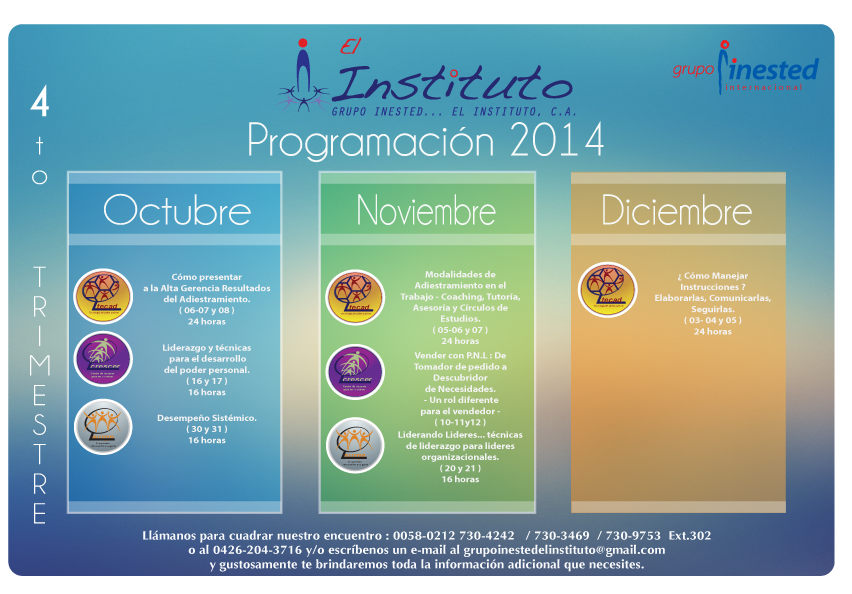 El
Instituto
GRUPO INESTED... EL INSTITUTO, C.A.
grupo inested
internacional
Programación 2014
4to TRIMESTRE
Octubre
tecad
Cómo presentar
a la Alta Gerencia Resultados
del Adiestramiento.
( 06-07 y 08 )
24 horas
crescer
Liderazgo y técnicas
para el desarrollo
del poder personal.
( 16 y 17 )
16 horas
Desempeño Sistémico.
( 30 y 31 )
16 horas
Noviembre
tecad
Modalidades de
Adiestramiento en el
Trabajo - Coaching, Tutoría,
Asesoría y Círculos de
Estudios.
( 05-06 y 07 )
24 horas
crescer
Vender con P.N.L : De
Tomador de pedido a
Descubridor
de Necesidades.
- Un rol diferente
para el vendedor -
( 10-11y12 )
Liderando Lideres... técnicas
de liderazgo para líderes
organizacionales.
( 20 y 21 )
16 horas
Diciembre
tecad
¿ Cómo Manejar
Instrucciones ?
Elaborarlas, Comunicarlas,
Seguirlas.
( 03- 04 y 05 )
24 horas
Llámanos para cuadrar nuestro encuentro : 0058-0212 730-4242 / 730-3469 / 730-9753 Ext.302
o al 0426-204-3716 y/o escríbenos un e-mail al grupoinestedelinstituto@gmail.com
y gustosamente te brindaremos toda la información adicional que necesites.